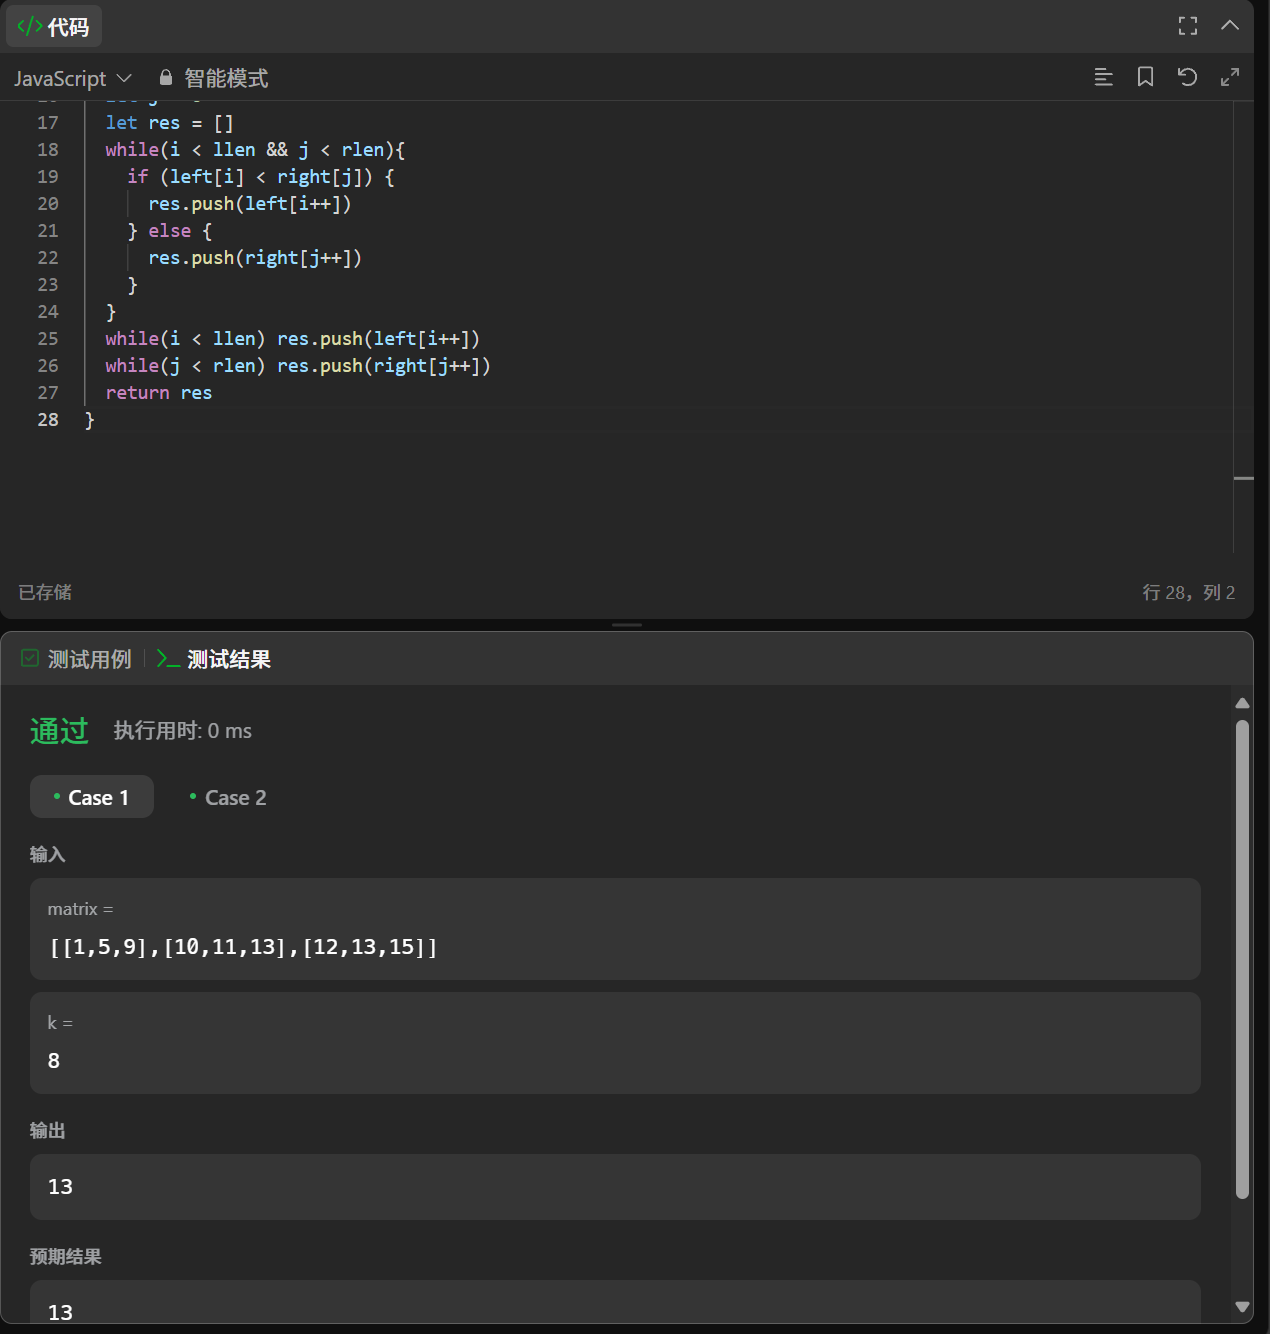 </> 代码
JavaScript 智能模式
17 let res = []
18 while(i < llen && j < rlen){
19 if (left[i] < right[j]) {
20 res.push(left[i++])
21 } else {
22 res.push(right[j++])
23 }
24 }
25 while(i < llen) res.push(left[i++])
26 while(j < rlen) res.push(right[j++])
27 return res
28 }
已存储 行 28，列 2
测试用例 >_ 测试结果
通过 执行用时: 0 ms
• Case 1 • Case 2
输入
matrix =
[[1,5,9],[10,11,13],[12,13,15]]
k =
8
输出
13
预期结果
13